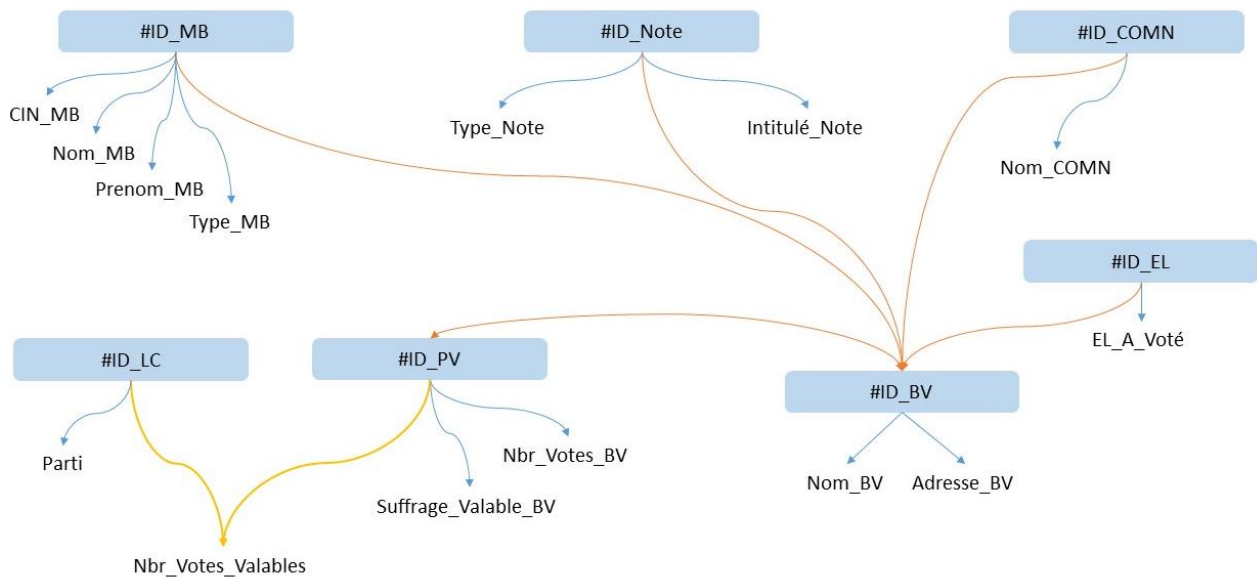 #ID_MB
#ID_Note
#ID_COMN
CIN_MB
Nom_MB
Prenom_MB
Type_MB
Type_Note
Intitulé_Note
Nom_COMN
#ID_EL
EL_A_Voté
#ID_LC
#ID_PV
#ID_BV
Parti
Nbr_Votes_BV
Suffrage_Valable_BV
Nom_BV
Adresse_BV
Nbr_Votes_Valables